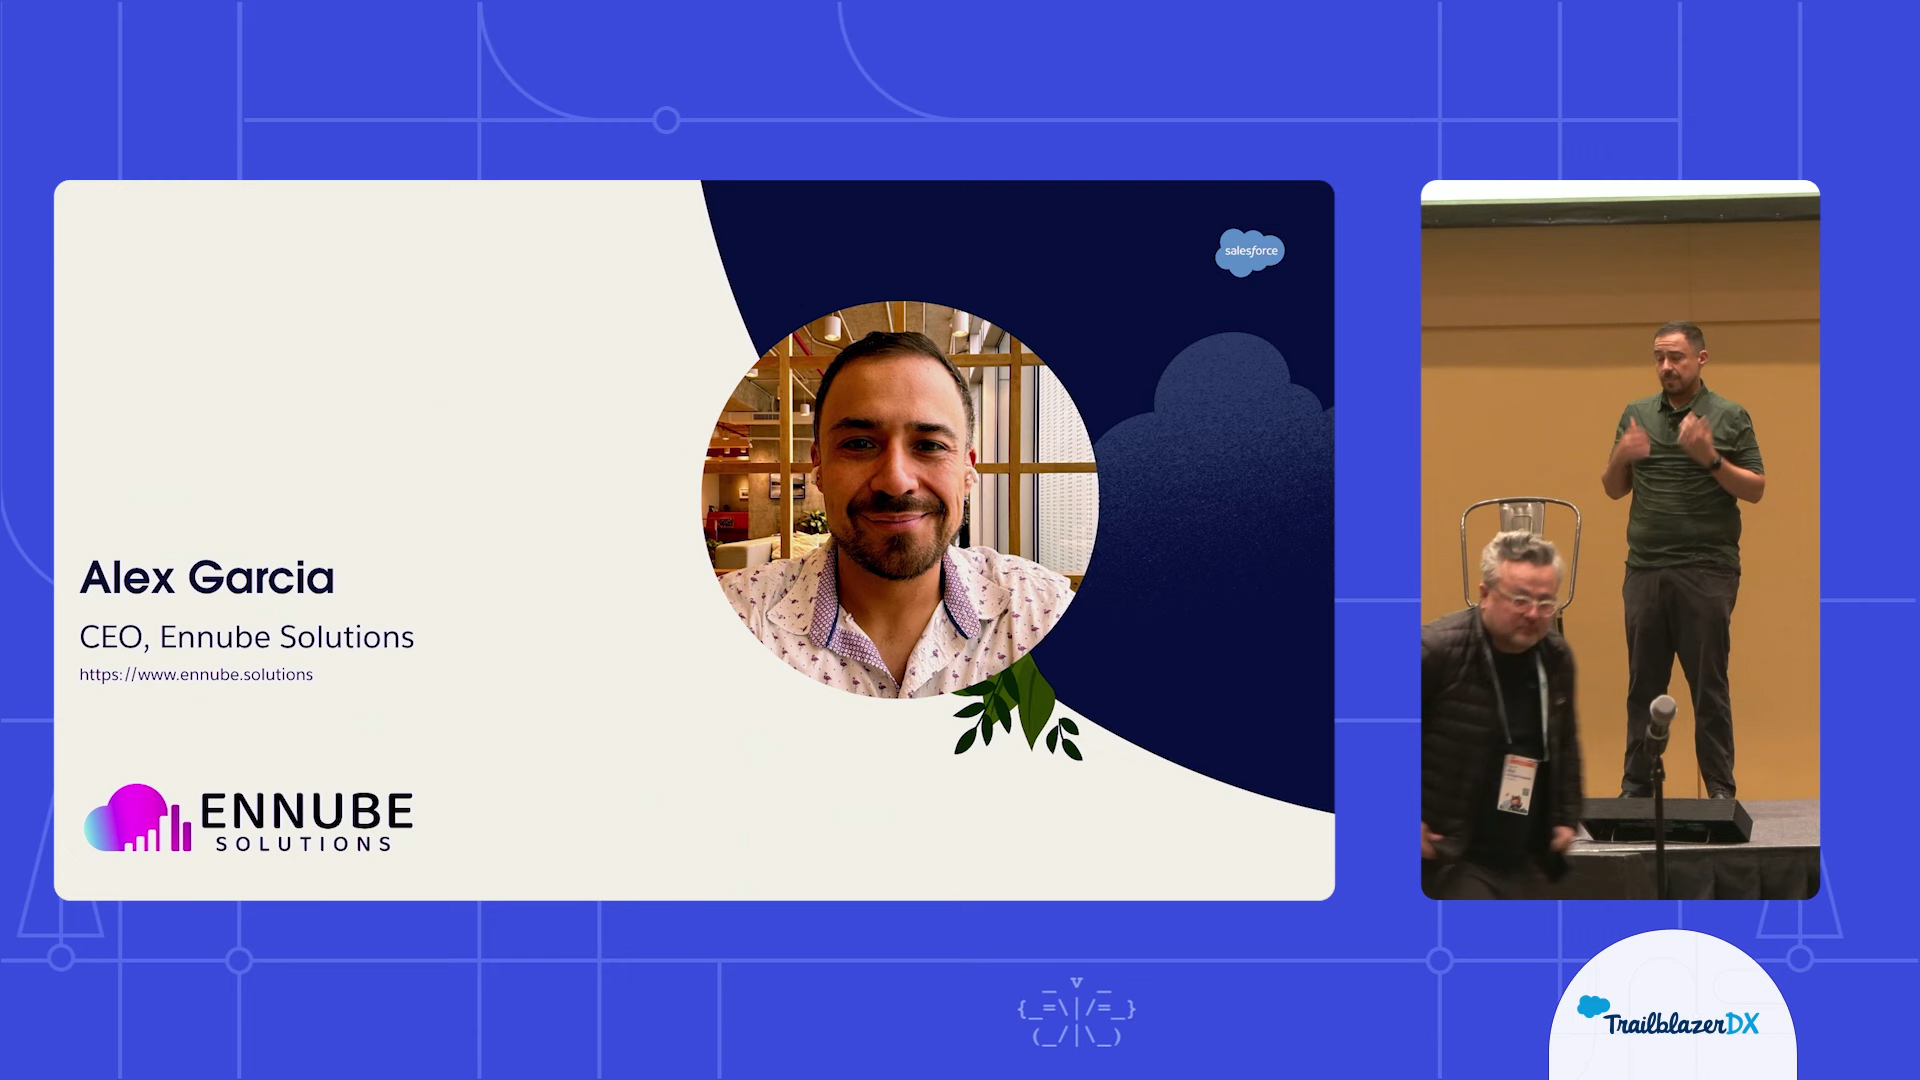 salesforce
Alex Garcia
CEO, Ennube Solutions
https://www.ennube.solutions
ENNUBE
SOLUTIONS
TrailblazerDX